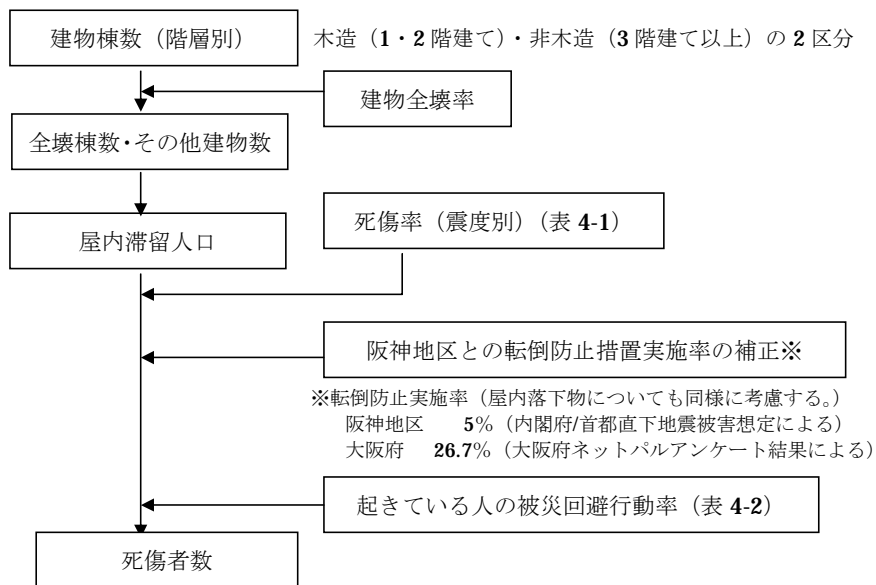 建物棟数（階層別）　木造（1・2 階建て）・非木造（3 階建て以上）の 2 区分
建物全壊率
全壊棟数・その他建物数
死傷率（震度別）（表 4-1）
屋内滞留人口
阪神地区との転倒防止措置実施率の補正※
※転倒防止実施率（屋内落下物についても同様に考慮する。）
阪神地区　5%（内閣府/首都直下地震被害想定による）
大阪府　26.7%（大阪府ネットパルアンケート結果による）
起きている人の被災回避行動率（表 4-2）
死傷者数